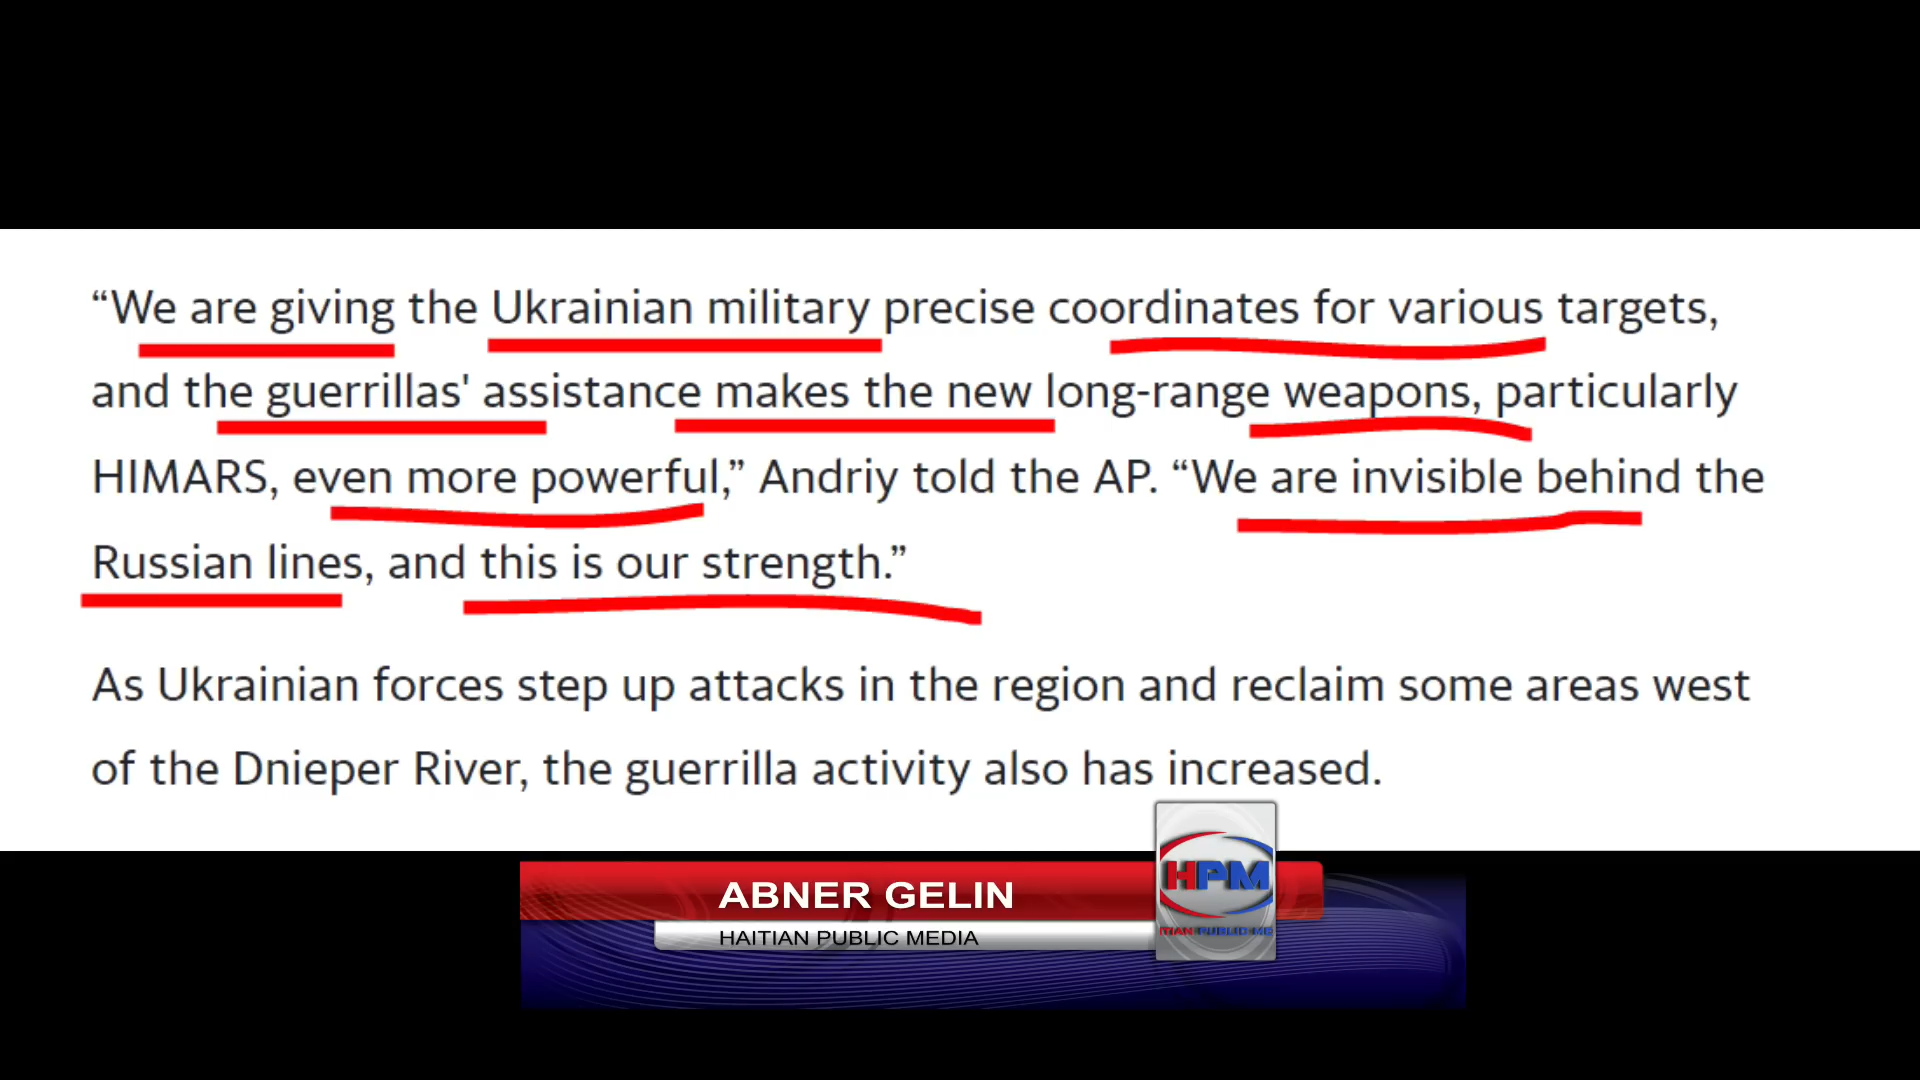 “We are giving the Ukrainian military precise coordinates for various targets,
and the guerrillas' assistance makes the new long-range weapons, particularly
HIMARS, even more powerful,” Andriy told the AP. “We are invisible behind the
Russian lines, and this is our strength.”
As Ukrainian forces step up attacks in the region and reclaim some areas west
of the Dnieper River, the guerrilla activity also has increased.
HPM
ITIAN PUBLIC ME
ABNER GELIN
HAITIAN PUBLIC MEDIA